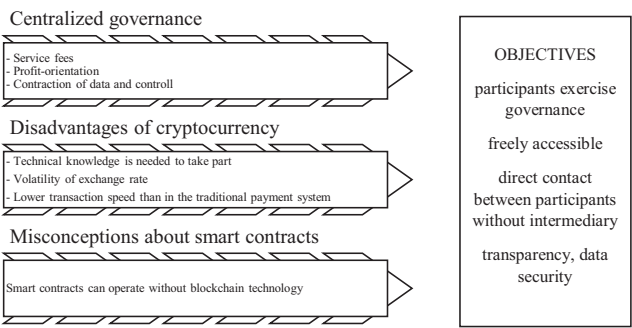 Centralized governance
- Service fees
- Profit-orientation
- Contraction of data and controll
Disadvantages of cryptocurrency
- Technical knowledge is needed to take part
- Volatility of exchange rate
- Lower transaction speed than in the traditional payment system
Misconceptions about smart contracts
Smart contracts can operate without blockchain technology
OBJECTIVES
participants exercise
governance
freely accessible
direct contact
between participants
without intermediary
transparency, data
security